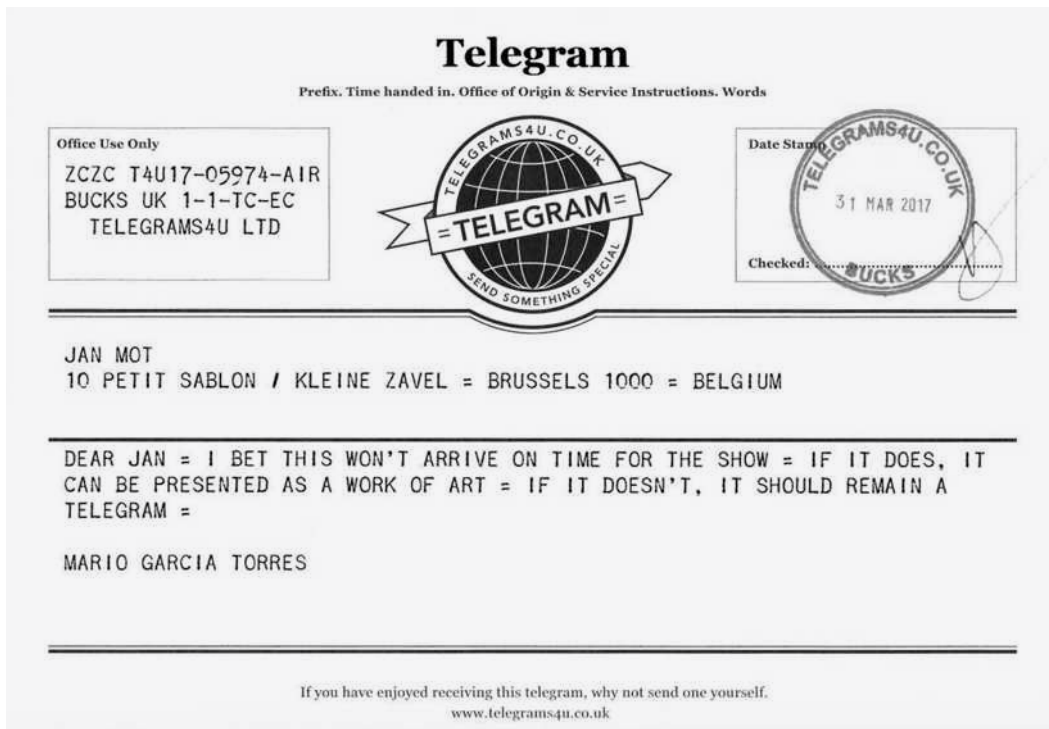 Telegram
Prefix. Time handed in. Office of Origin & Service Instructions. Words
Office Use Only
ZCZC T4U17-05974-AIR
BUCKS UK 1-1-TC-EC
TELEGRAMS4U LTD
TELEGRAMS4U.CO.UK
=TELEGRAM=
SEND SOMETHING SPECIAL
Date Stamp
TELEGRAMS4U.CO.UK
31 MAR 2017
BUCKS
Checked:
JAN MOT
10 PETIT SABLON / KLEINE ZAVEL = BRUSSELS 1000 = BELGIUM
DEAR JAN = I BET THIS WON'T ARRIVE ON TIME FOR THE SHOW = IF IT DOES, IT
CAN BE PRESENTED AS A WORK OF ART = IF IT DOESN'T, IT SHOULD REMAIN A
TELEGRAM =
MARIO GARCIA TORRES
If you have enjoyed receiving this telegram, why not send one yourself.
www.telegrams4u.co.uk